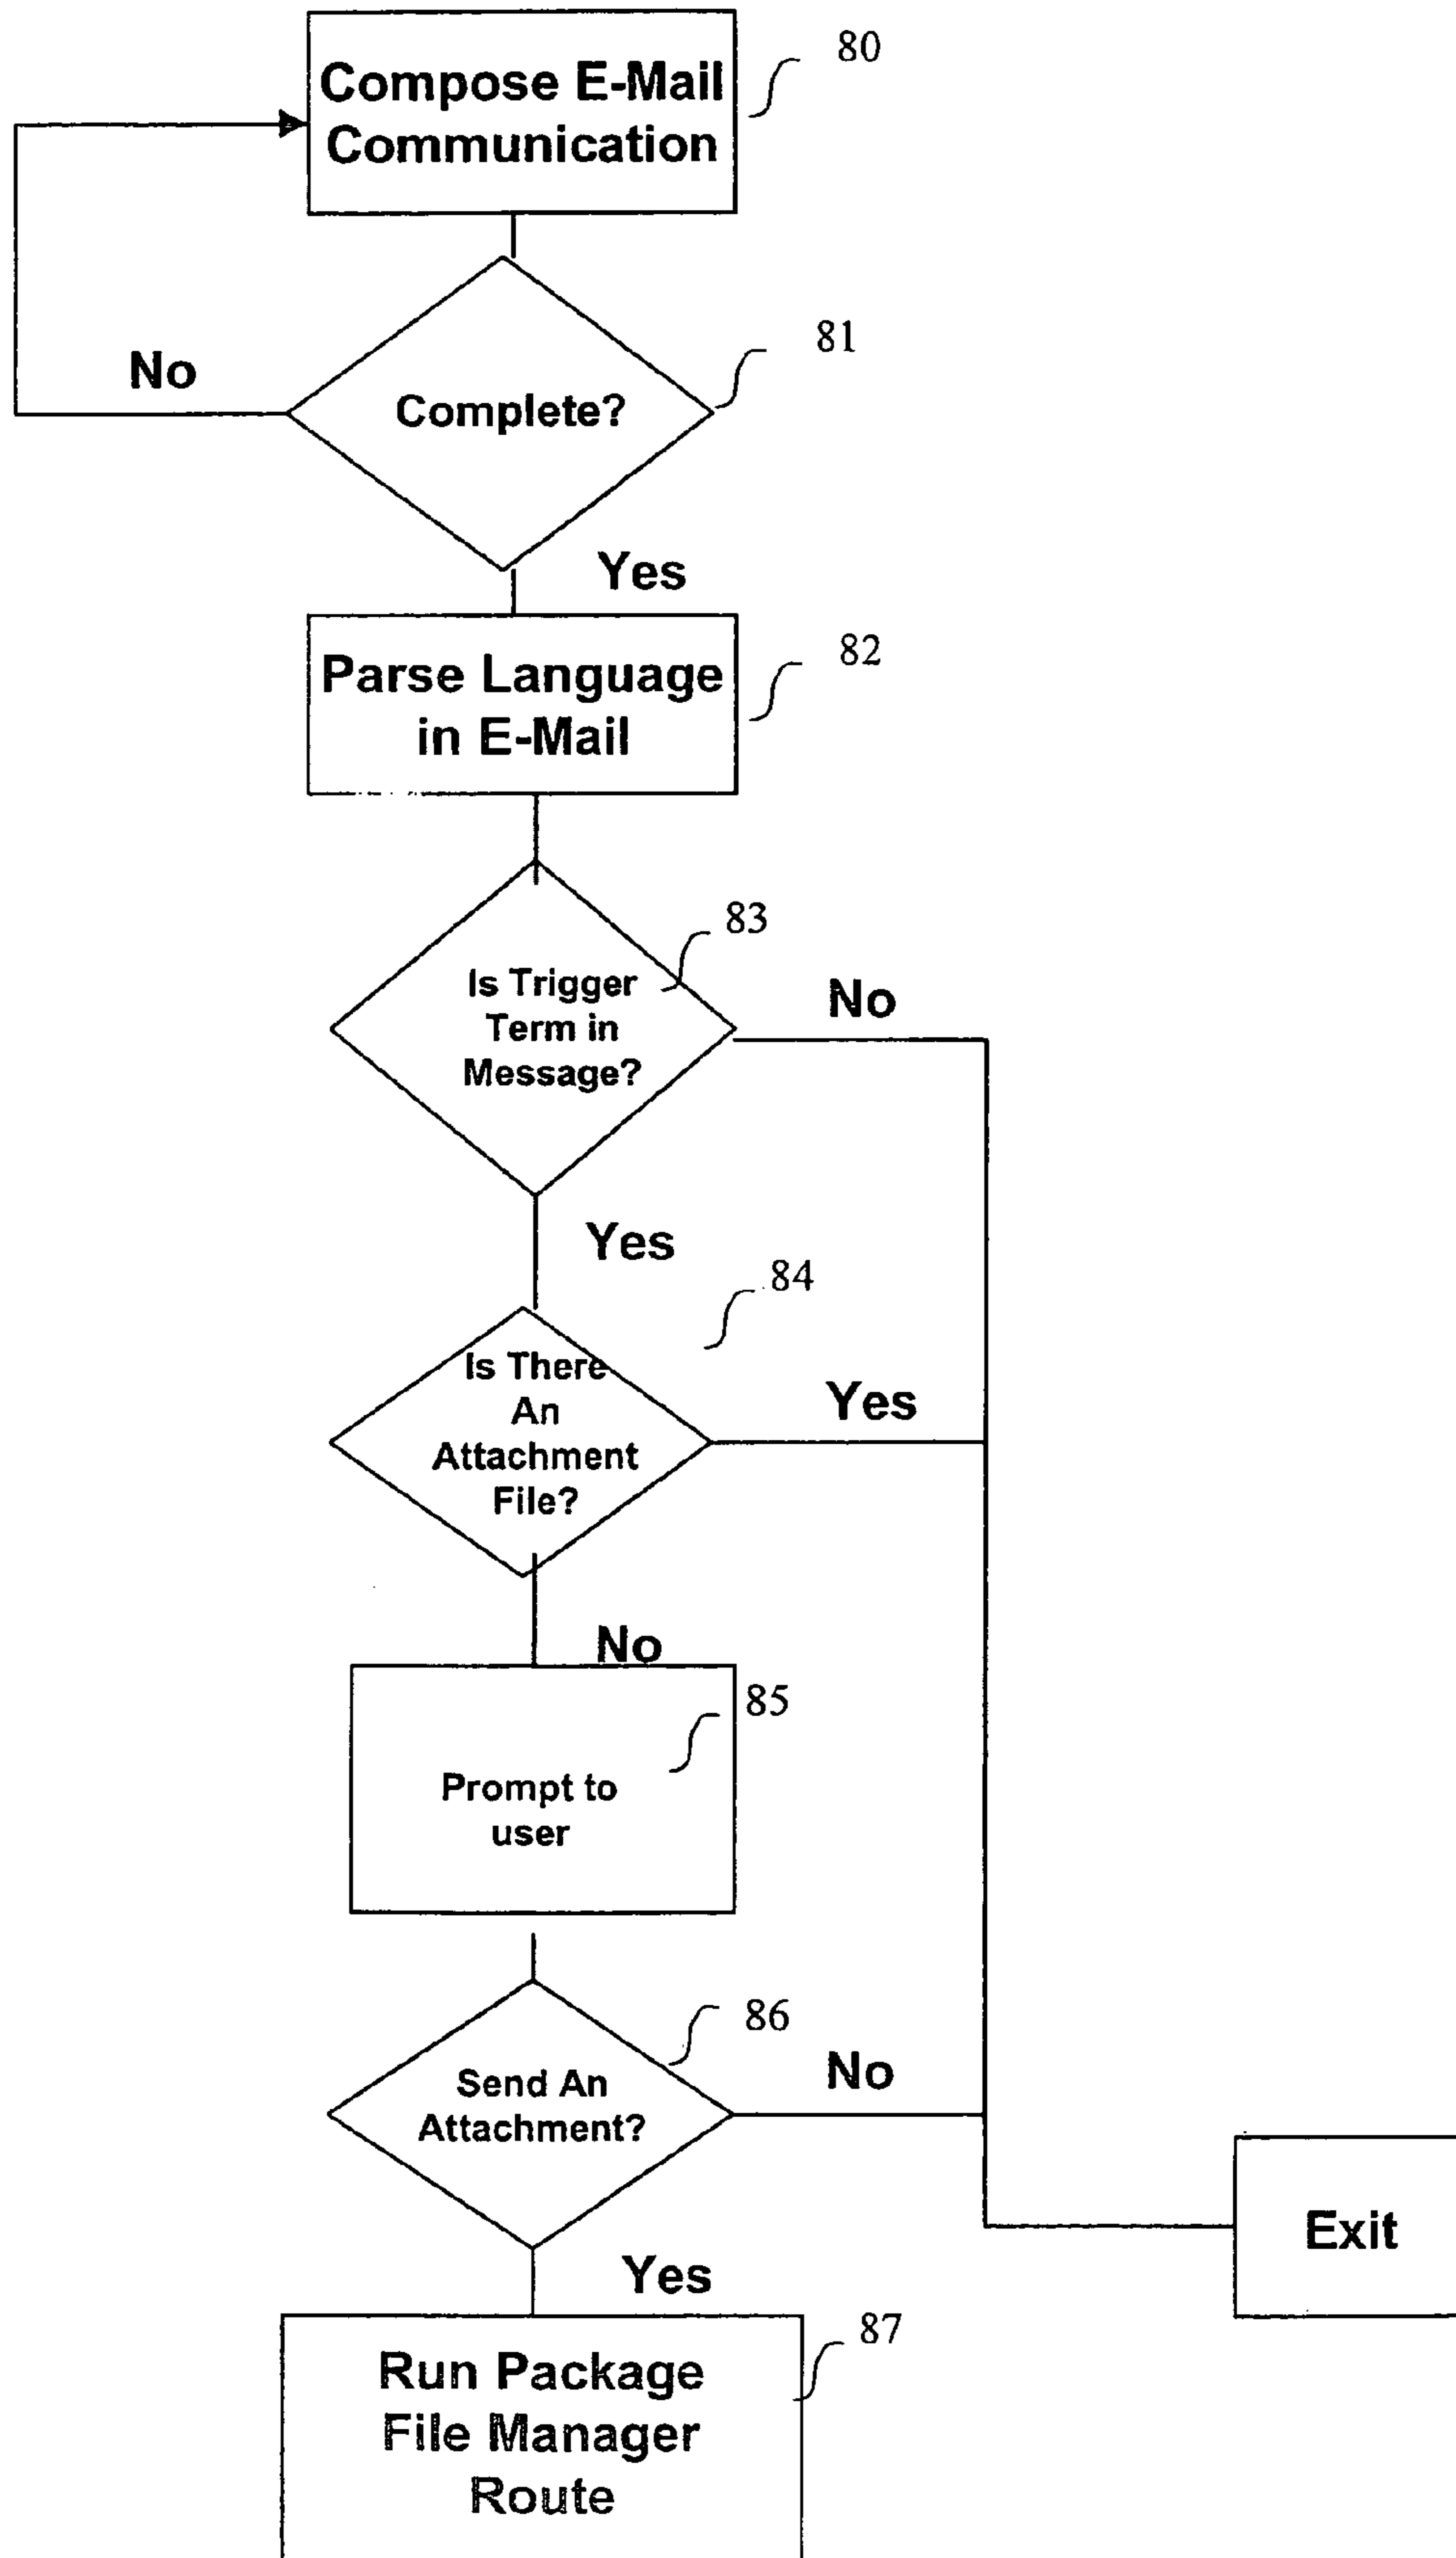 80
Compose E-Mail
Communication
81
No
Complete?
Yes
82
Parse Language
in E-Mail
83
Is Trigger
Term in
Message?
No
Yes
84
Is There
An
Attachment
File?
Yes
No
85
Prompt to
user
86
Send An
Attachment?
No
Exit
Yes
87
Run Package
File Manager
Route